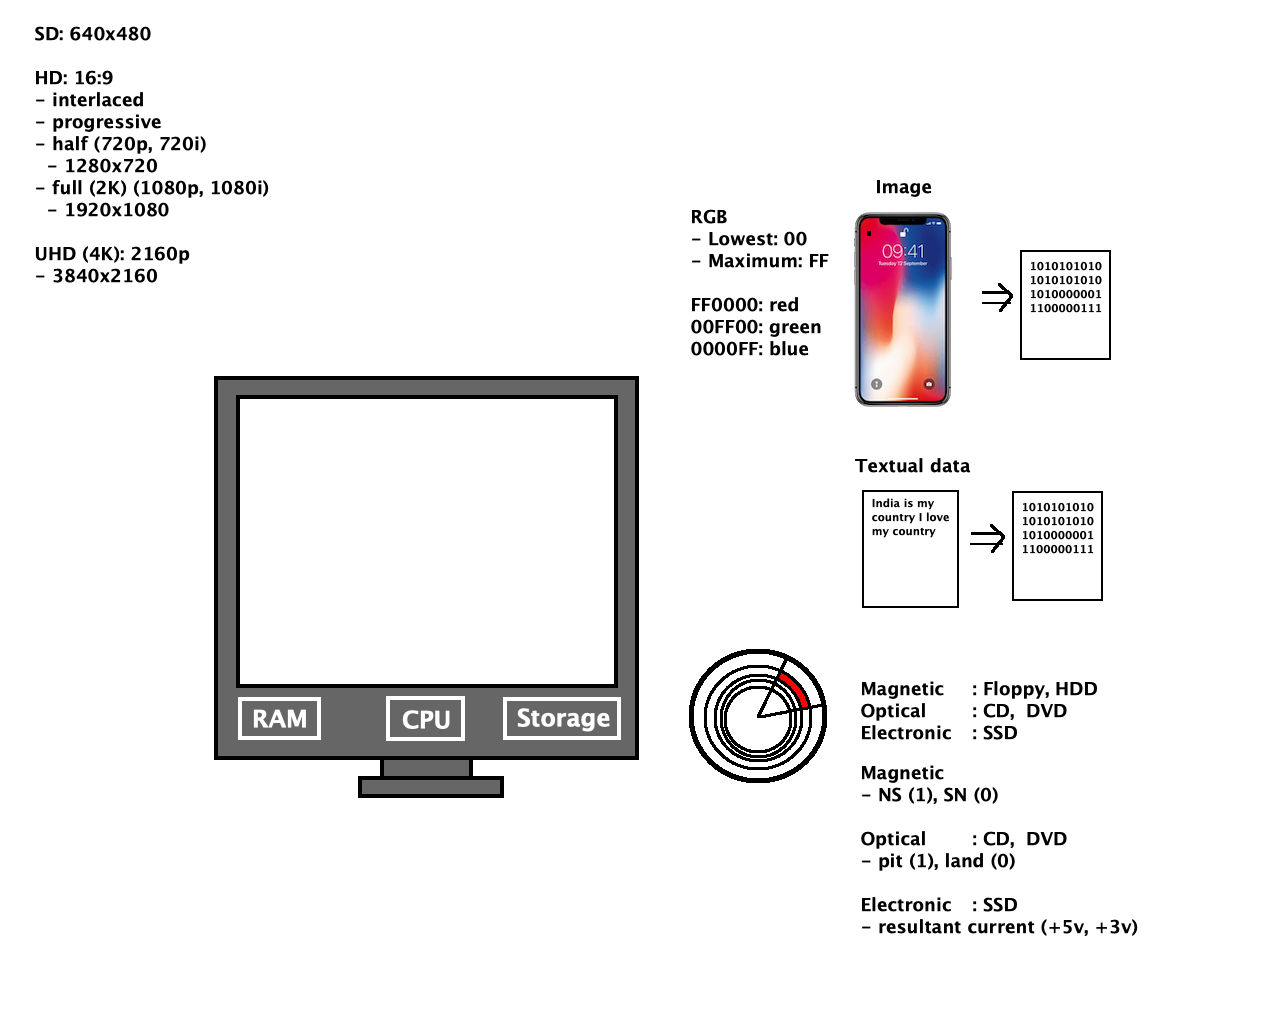 SD: 640x480
HD: 16:9
- interlaced
- progressive
- half (720p, 720i)
- 1280x720
- full (2K) (1080p, 1080i)
- 1920x1080
UHD (4K): 2160p
- 3840x2160
Image
RGB
- Lowest: 00
- Maximum: FF
FF0000: red
00FF00: green
0000FF: blue
09:41
Tuesday 12 September
1010101010
1010101010
1010000001
1100000111
Textual data
India is my
country I love
my country
1010101010
1010101010
1010000001
1100000111
RAM
CPU
Storage
Magnetic : Floppy, HDD
Optical : CD, DVD
Electronic : SSD
Magnetic
- NS (1), SN (0)
Optical : CD, DVD
- pit (1), land (0)
Electronic : SSD
- resultant current (+5v, +3v)